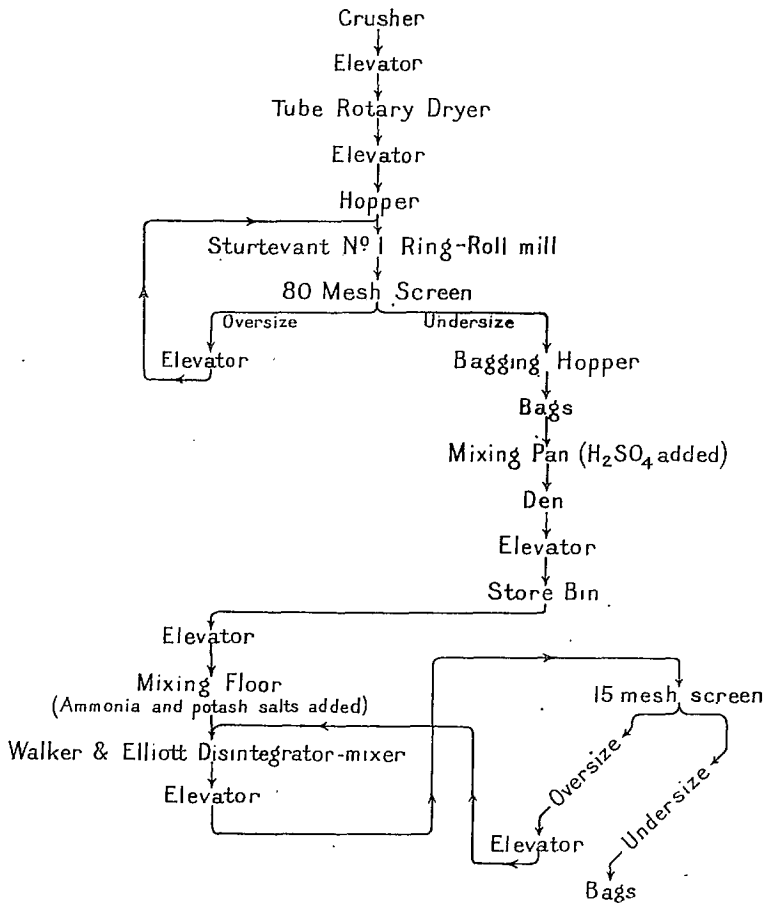 Crusher
Elevator
Tube Rotary Dryer
Elevator
Hopper
Sturtevant Nº 1 Ring-Roll mill
80 Mesh Screen
Oversize
Undersize
Elevator
Bagging Hopper
Bags
Mixing Pan (H₂SO₄ added)
Den
Elevator
Store Bin
Elevator
Mixing Floor
(Ammonia and potash salts added)
15 mesh screen
Walker & Elliott Disintegrator-mixer
Elevator
Oversize
Undersize
Elevator
Bags